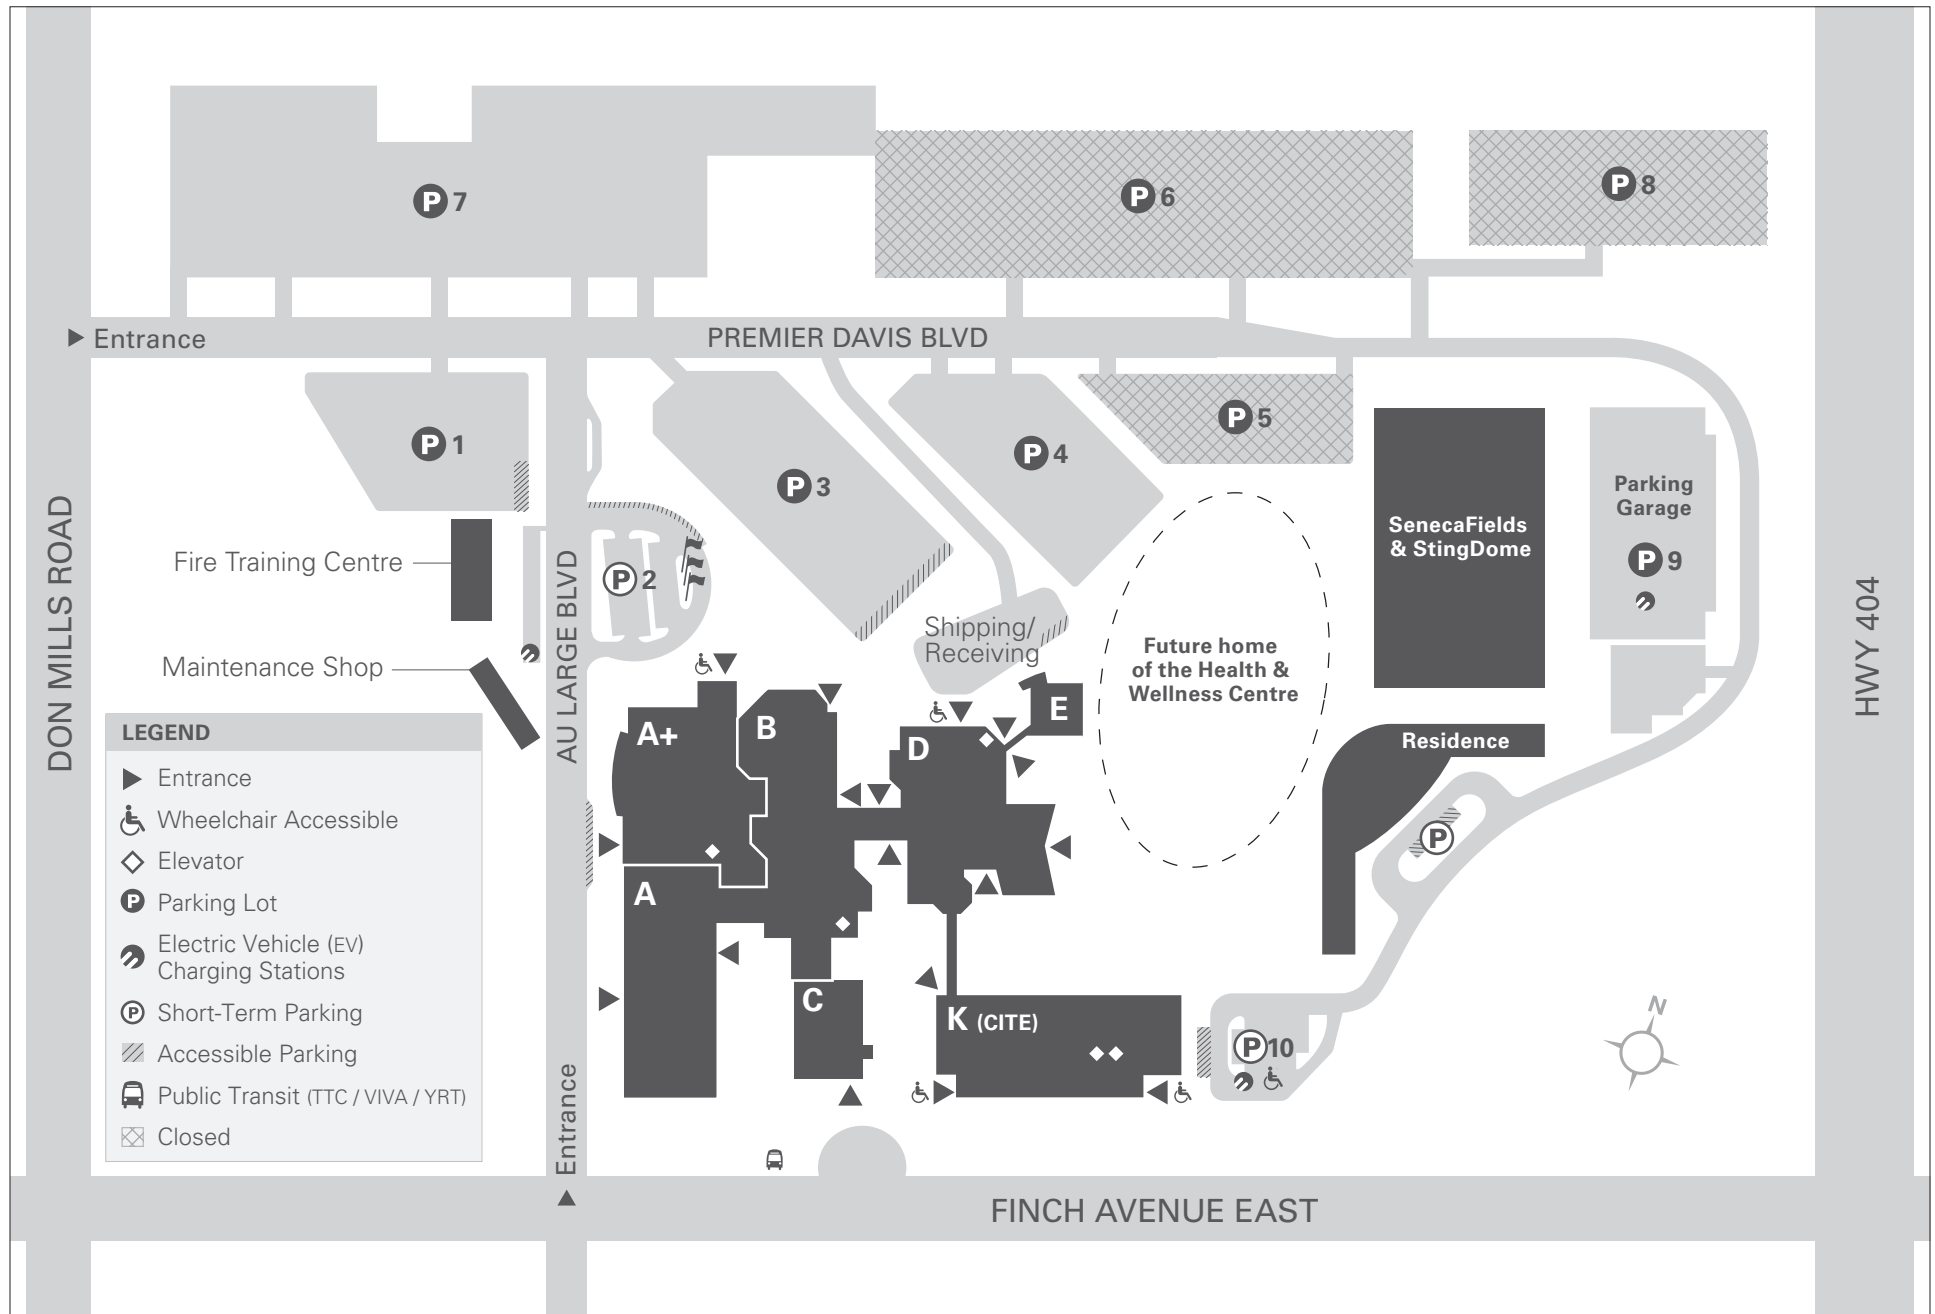 P 7
P 6
P 8
Entrance
PREMIER DAVIS BLVD
P 1
P 3
P 4
P 5
Parking
Garage
P 9
SenecaFields
& StingDome
DON MILLS ROAD
Fire Training Centre
AU LARGE BLVD
P 2
HWY 404
Shipping/
Receiving
Future home
of the Health &
Wellness Centre
Maintenance Shop
A+
B
D
E
Residence
P
LEGEND
Entrance
Wheelchair Accessible
Elevator
P Parking Lot
Electric Vehicle (EV)
Charging Stations
P Short-Term Parking
Accessible Parking
Public Transit (TTC / VIVA / YRT)
Closed
A
C
K (CITE)
P 10
N
Entrance
FINCH AVENUE EAST